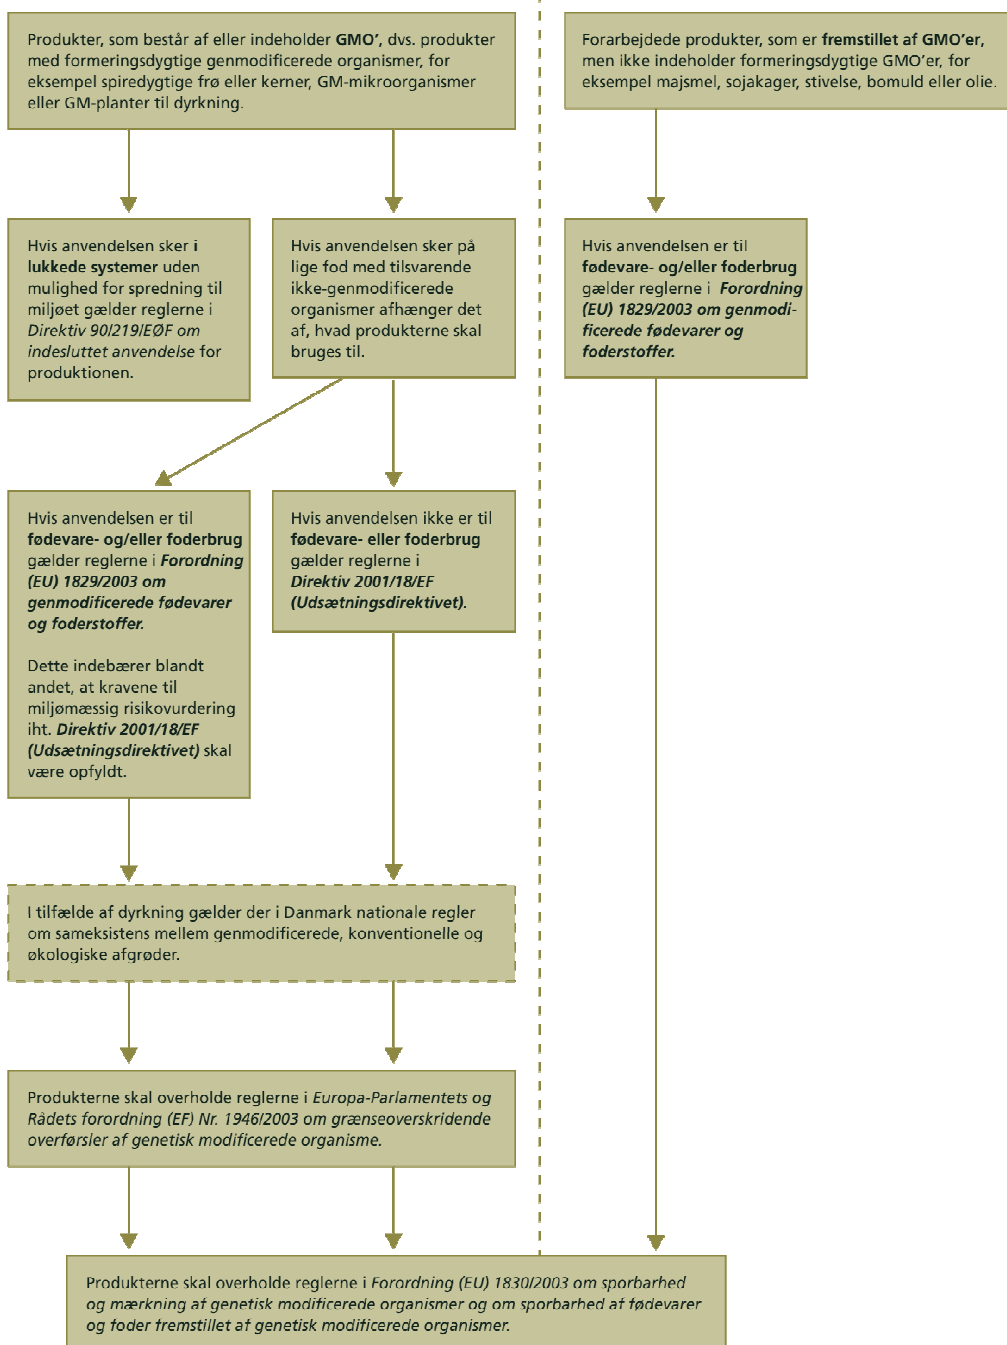 Produkter, som består af eller indeholder GMO’, dvs. produkter
med formeringsdygtige genmodificerede organismer, for
eksempel spiredygtige frø eller kerner, GM-mikroorganismer
eller GM-planter til dyrkning.
Forarbejdede produkter, som er fremstillet af GMO’er,
men ikke indeholder formeringsdygtige GMO’er, for
eksempel majsmel, sojakager, stivelse, bomuld eller olie.
Hvis anvendelsen sker i
lukkede systemer uden
mulighed for spredning til
miljøet gælder reglerne i
Direktiv 90/219/EØF om
indesluttet anvendelse for
produktionen.
Hvis anvendelsen sker på
lige fod med tilsvarende
ikke-genmodificerede
organismer afhænger det
af, hvad produkterne skal
bruges til.
Hvis anvendelsen er til
fødevare- og/eller foderbrug
gælder reglerne i Forordning
(EU) 1829/2003 om genmodi-
ficerede fødevarer og
foderstoffer.
Hvis anvendelsen er til
fødevare- og/eller foderbrug
gælder reglerne i Forordning
(EU) 1829/2003 om
genmodificerede fødevarer
og foderstoffer.
Dette indebærer blandt
andet, at kravene til
miljømæssig risikovurdering
iht. Direktiv 2001/18/EF
(Udsætningsdirektivet) skal
være opfyldt.
Hvis anvendelsen ikke er til
fødevare- eller foderbrug
gælder reglerne i
Direktiv 2001/18/EF
(Udsætningsdirektivet).
I tilfælde af dyrkning gælder der i Danmark nationale regler
om sameksistens mellem genmodificerede, konventionelle og
økologiske afgrøder.
Produkterne skal overholde reglerne i Europa-Parlamentets og
Ràdets forordning (EF) Nr. 1946/2003 om grænseoverskridende
overførsler af genetisk modificerede organisme.
Produkterne skal overholde reglerne i Forordning (EU) 1830/2003 om sporbarhed
og mærkning af genetisk modificerede organismer og om sporbarhed af fødevarer
og foder fremstillet af genetisk modificerede organismer.